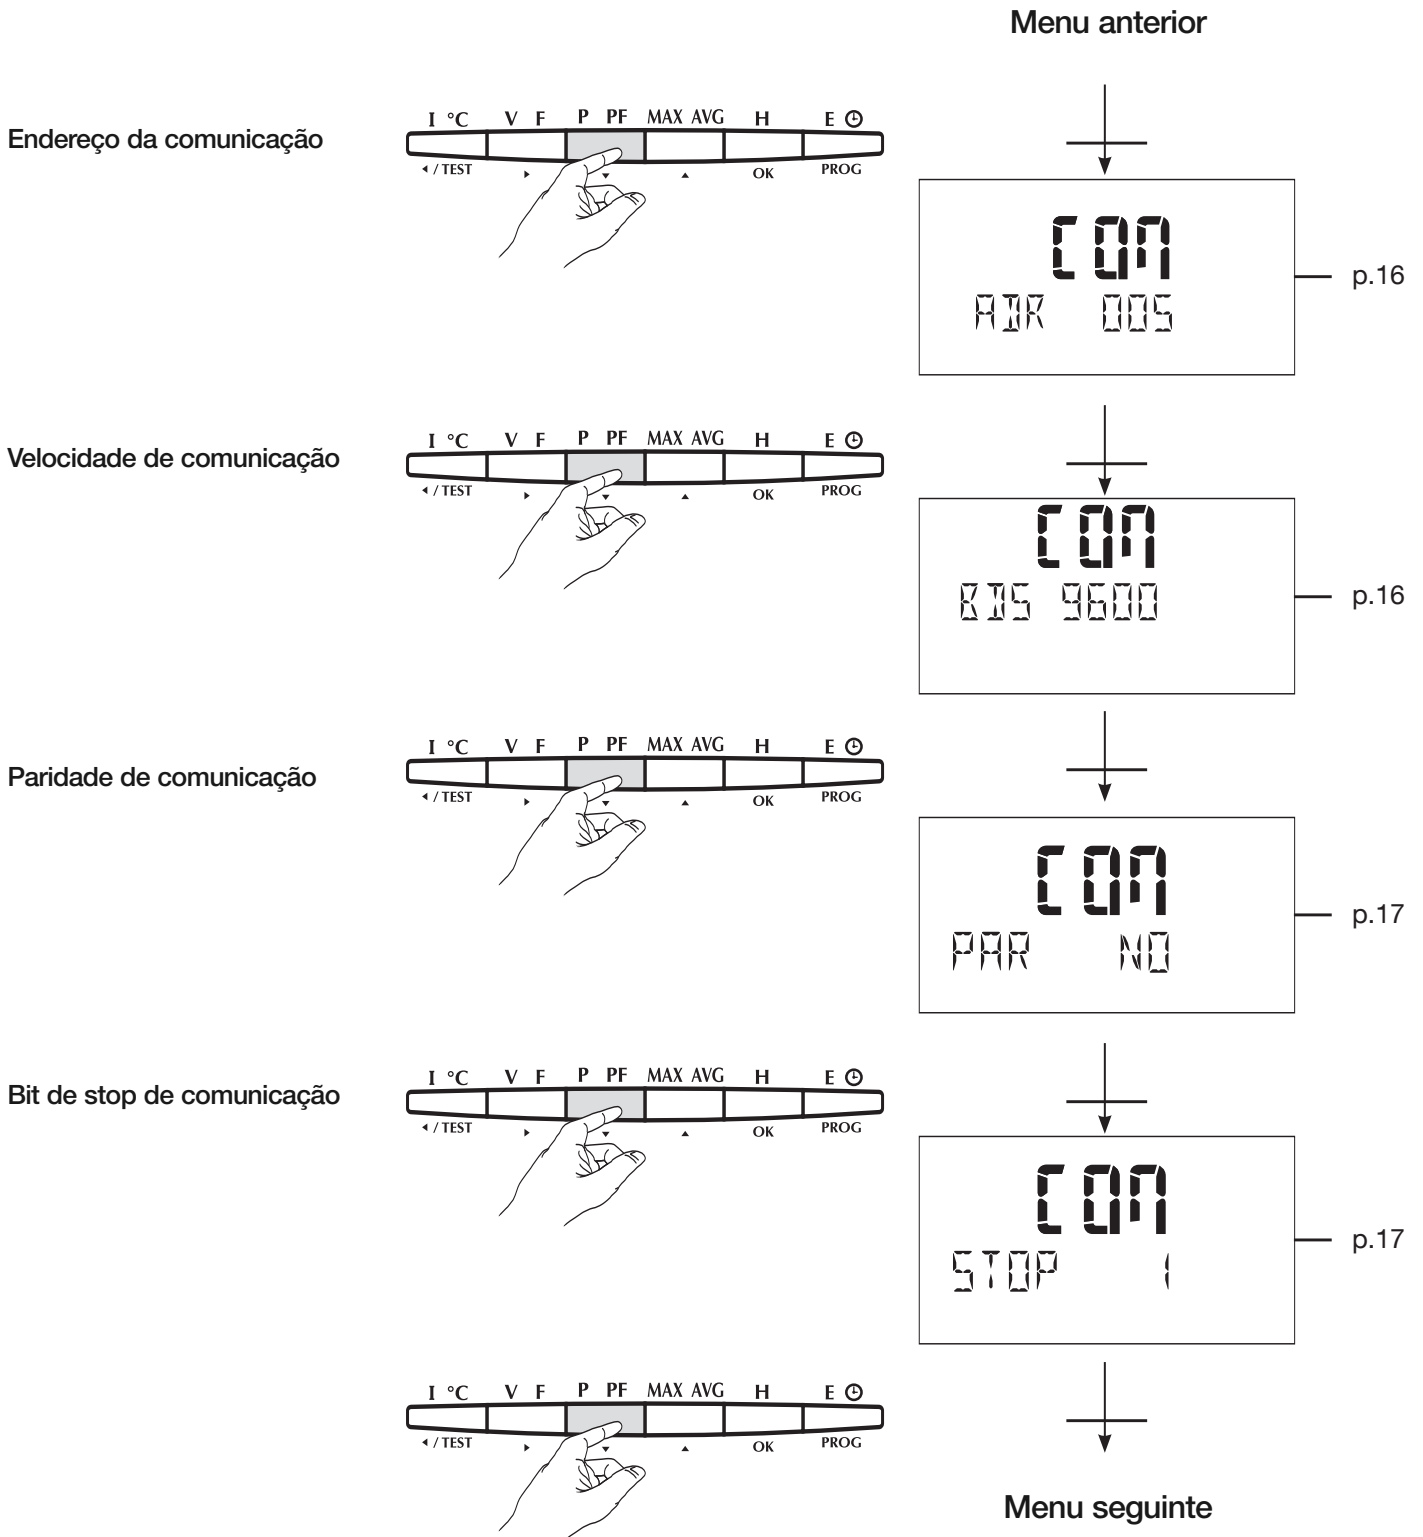 Menu anterior
Endereço da comunicação
I °C V F P PF MAX AVG H E
/ TEST OK PROG
COM
ADR 005
p.16
Velocidade de comunicação
I °C V F P PF MAX AVG H E
/ TEST OK PROG
COM
BDS 9600
p.16
Paridade de comunicação
I °C V F P PF MAX AVG H E
/ TEST OK PROG
COM
PAR NO
p.17
Bit de stop de comunicação
I °C V F P PF MAX AVG H E
/ TEST OK PROG
COM
STOP 1
p.17
I °C V F P PF MAX AVG H E
/ TEST OK PROG
Menu seguinte